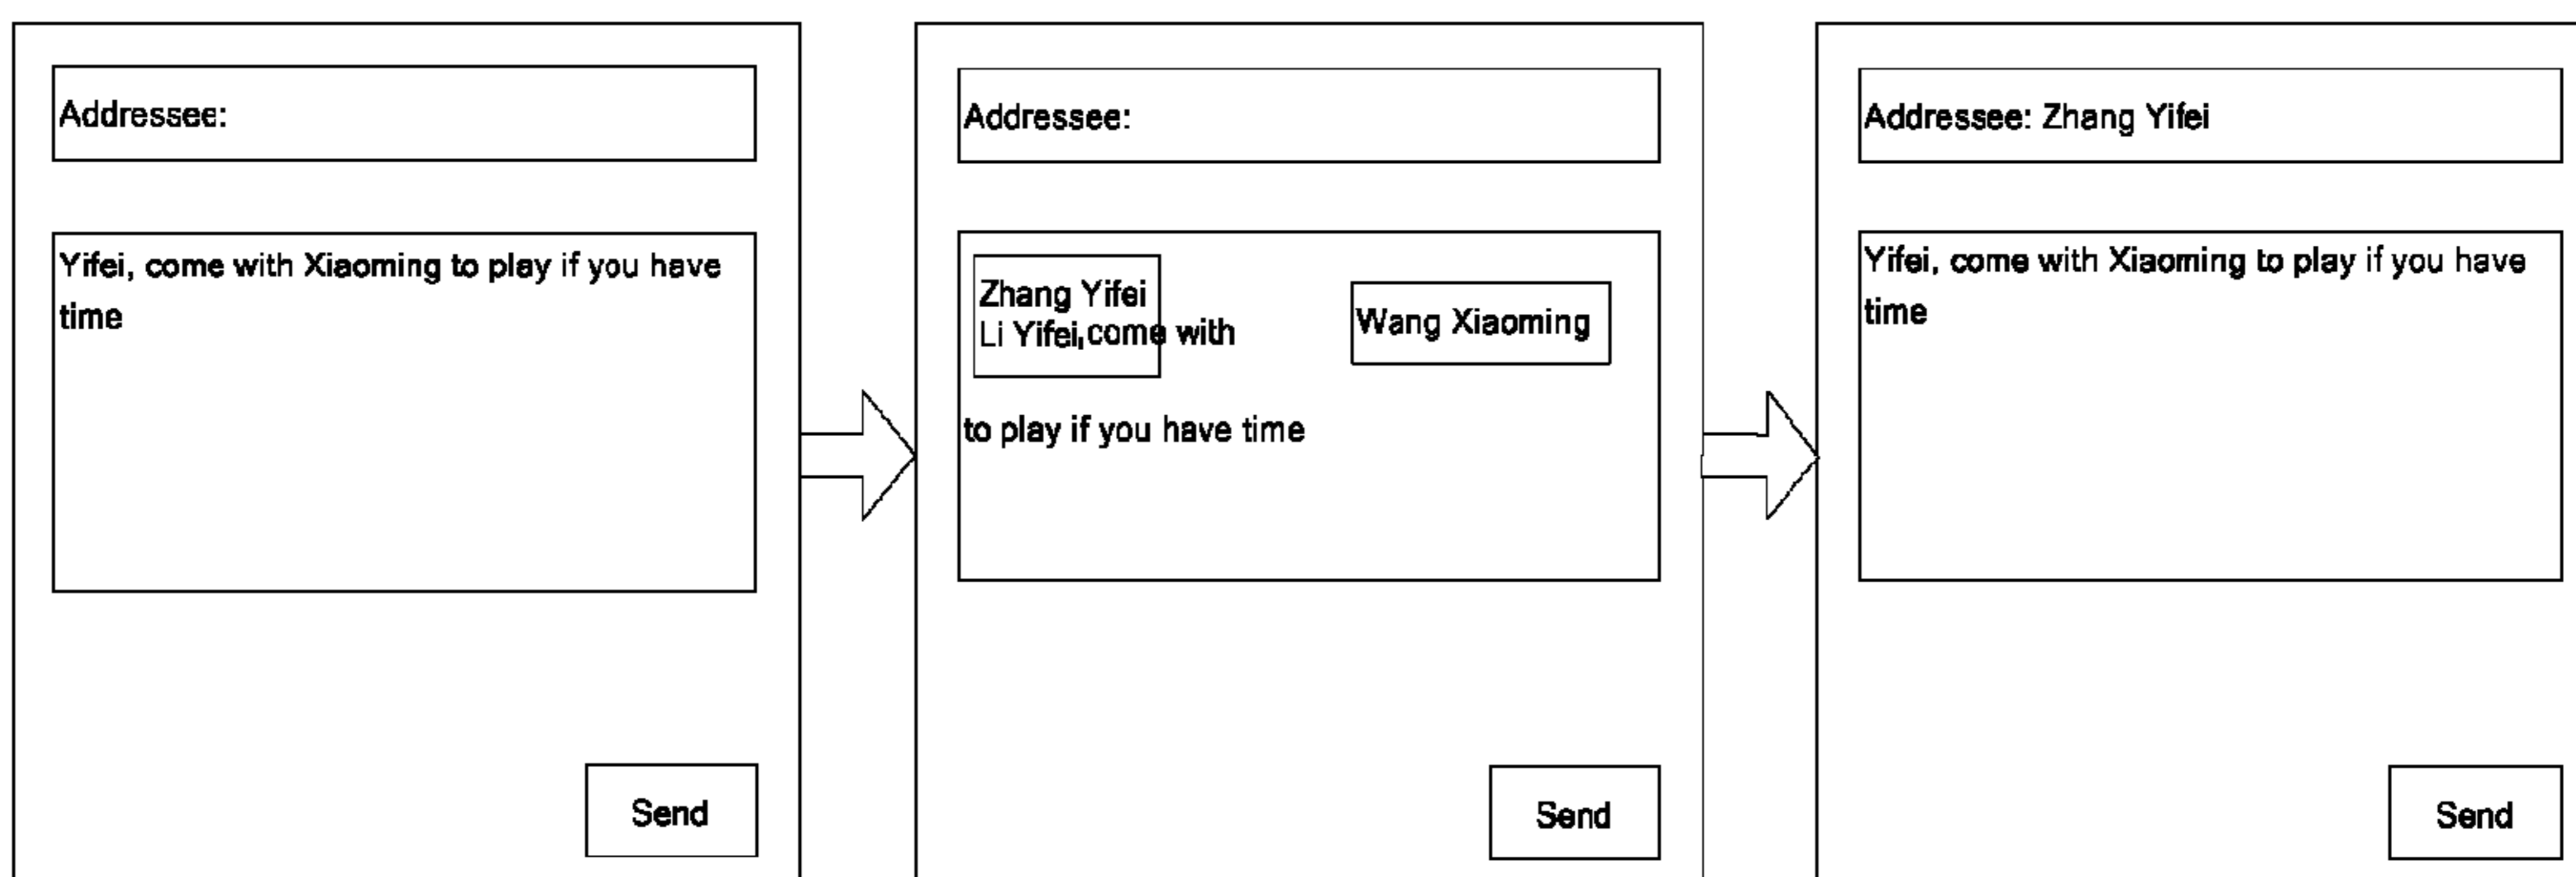 Addressee:
Yifei, come with Xiaoming to play if you have
time
Send
Addressee:
Zhang Yifei
Li Yifei,come with
Wang Xiaoming
to play if you have time
Send
Addressee: Zhang Yifei
Yifei, come with Xiaoming to play if you have
time
Send